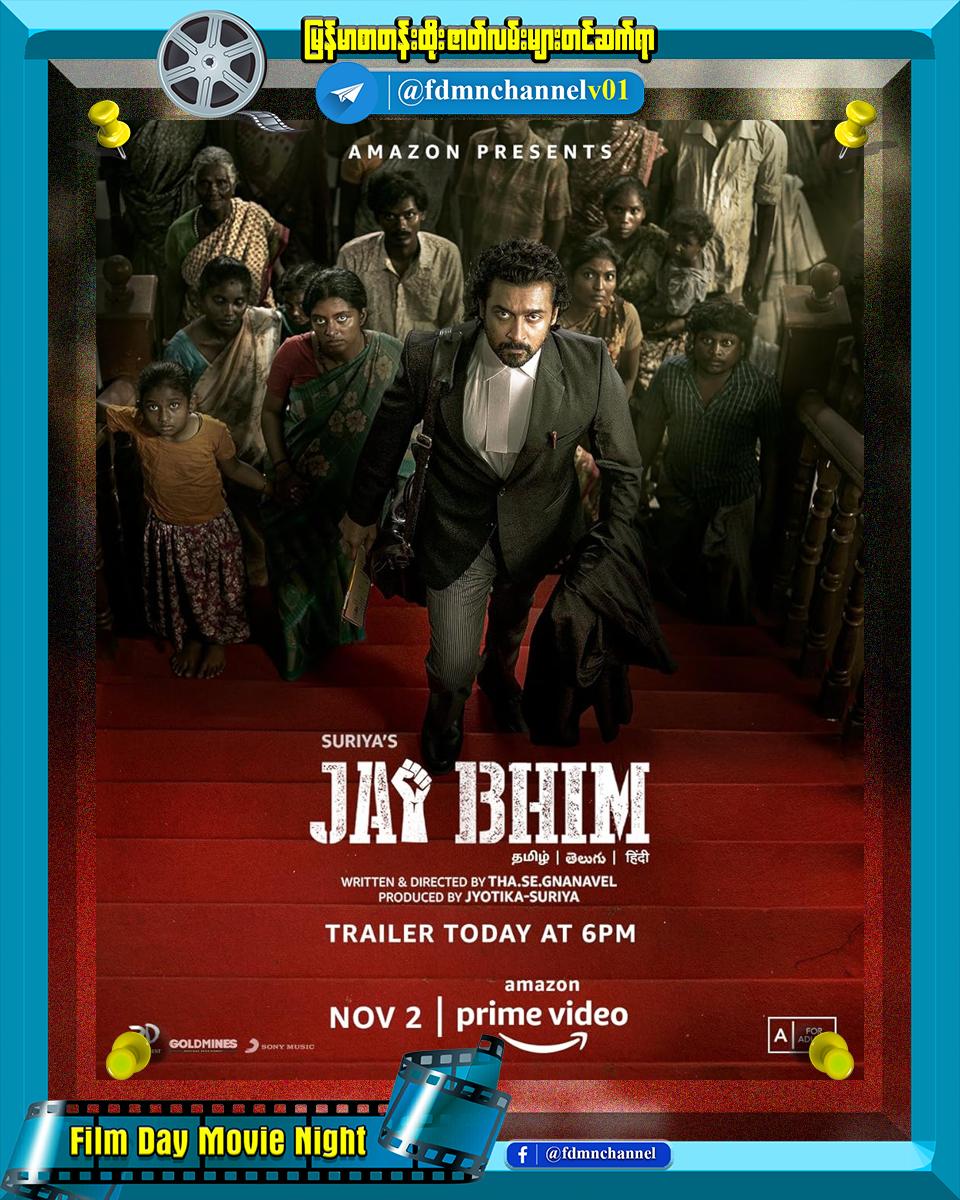 မြန်မာစာတန်းထိုးဇာတ်လမ်းများတင်ဆက်ရာ
@fdmnchannelv01
AMAZON PRESENTS
SURIYA'S
JAY BHIM
தமிழ் | తెలుగు | हिंदी
WRITTEN & DIRECTED BY THA.SE.GNANAVEL
PRODUCED BY JYOTIKA-SURIYA
TRAILER TODAY AT 6PM
NOV 2 | amazon prime video
GOLDMINES
SONY MUSIC
A FOR
Film Day Movie Night
@fdmnchannel